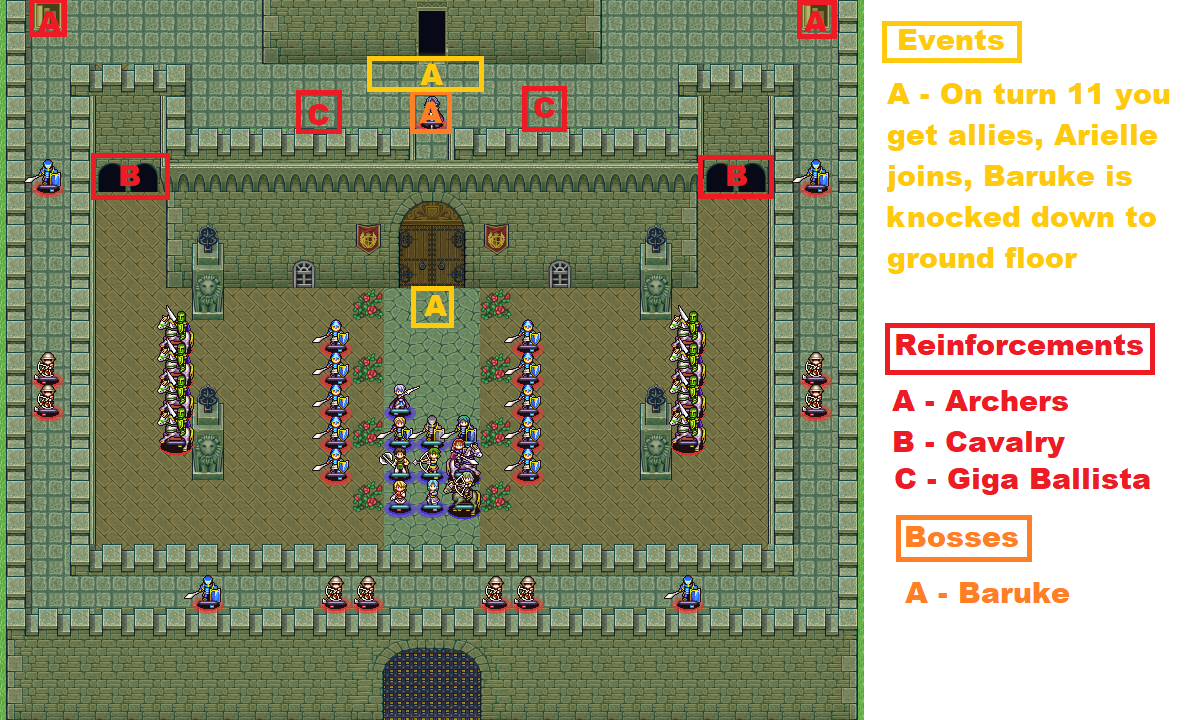 A
A
Events
A
A - On turn 11 you
get allies, Arielle
joins, Baruke is
knocked down to
ground floor
C
A
C
B
B
A
Reinforcements
A - Archers
B - Cavalry
C - Giga Ballista
Bosses
A - Baruke